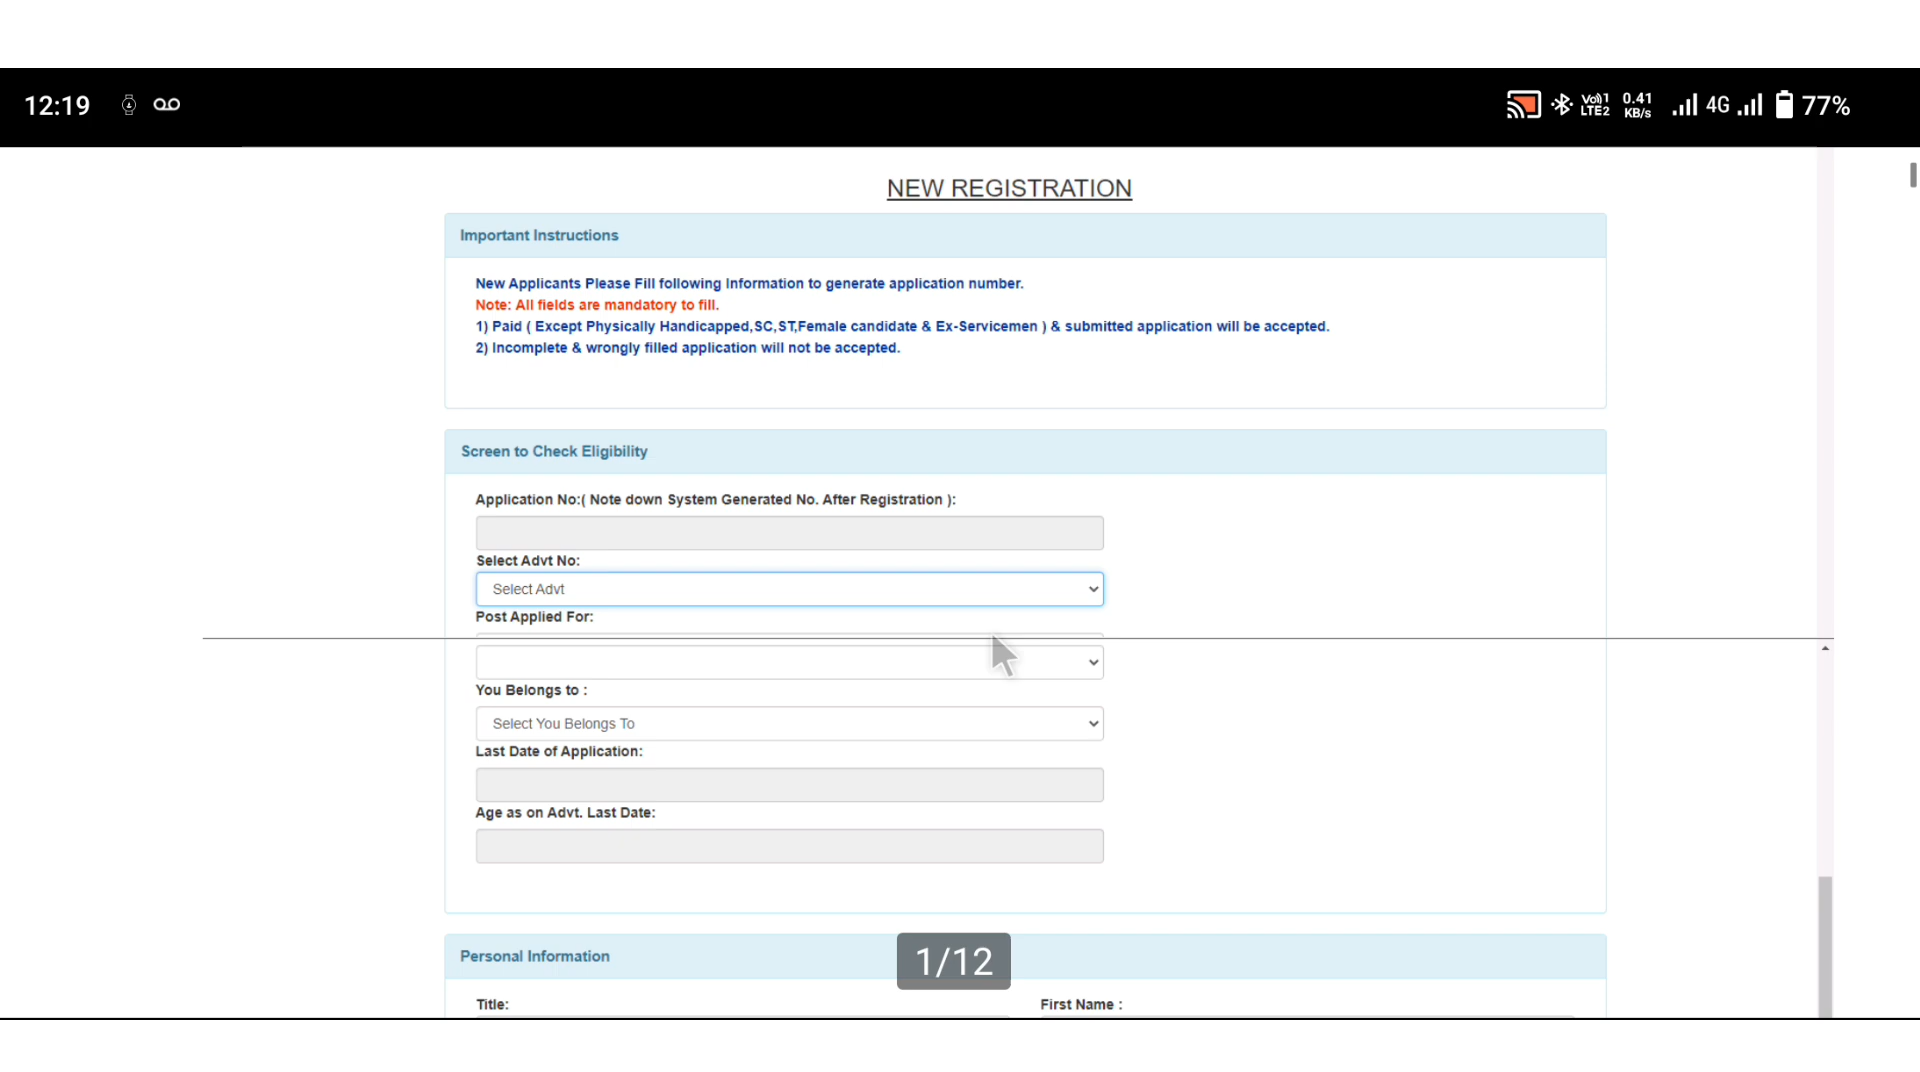 12:19
Vo)) 1 LTE2 0.41 KB/s 4G 77%
NEW REGISTRATION
Important Instructions
New Applicants Please Fill following Information to generate application number.
Note: All fields are mandatory to fill.
1) Paid ( Except Physically Handicapped,SC,ST,Female candidate & Ex-Servicemen ) & submitted application will be accepted.
2) Incomplete & wrongly filled application will not be accepted.
Screen to Check Eligibility
Application No:( Note down System Generated No. After Registration ):
Select Advt No:
Select Advt
Post Applied For:
You Belongs to :
Select You Belongs To
Last Date of Application:
Age as on Advt. Last Date:
Personal Information
1/12
Title: First Name :